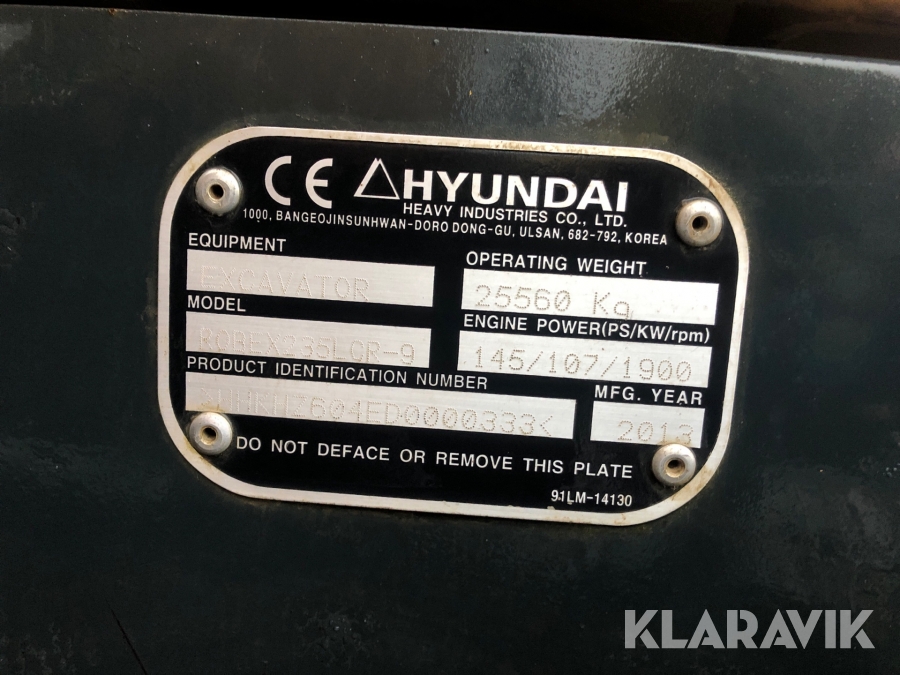 CE HYUNDAI
HEAVY INDUSTRIES CO., LTD.
1000, BANGEOJINSUNHWAN-DORO DONG-GU, ULSAN, 682-792, KOREA
EQUIPMENT
EXCAVATOR
OPERATING WEIGHT
25560 Kg
MODEL
ROBEX235LCR-9
ENGINE POWER(PS/KW/rpm)
145/107/1900
PRODUCT IDENTIFICATION NUMBER
MFG. YEAR
2013
DO NOT DEFACE OR REMOVE THIS PLATE
91LM-14130
KLARAVIK